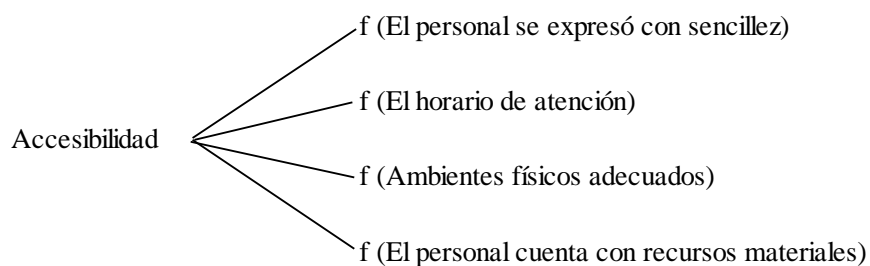 f (El personal se expresó con sencillez)
f (El horario de atención)
Accesibilidad
f (Ambientes físicos adecuados)
f (El personal cuenta con recursos materiales)